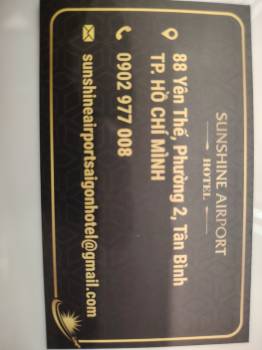 SUNSHINE AIRPORT
HOTEL
88 Yên Thế, Phường 2, Tân Bình
TP. HỒ CHÍ MINH
0902 977 008
sunshineairportsaigonhotel@gmail.com